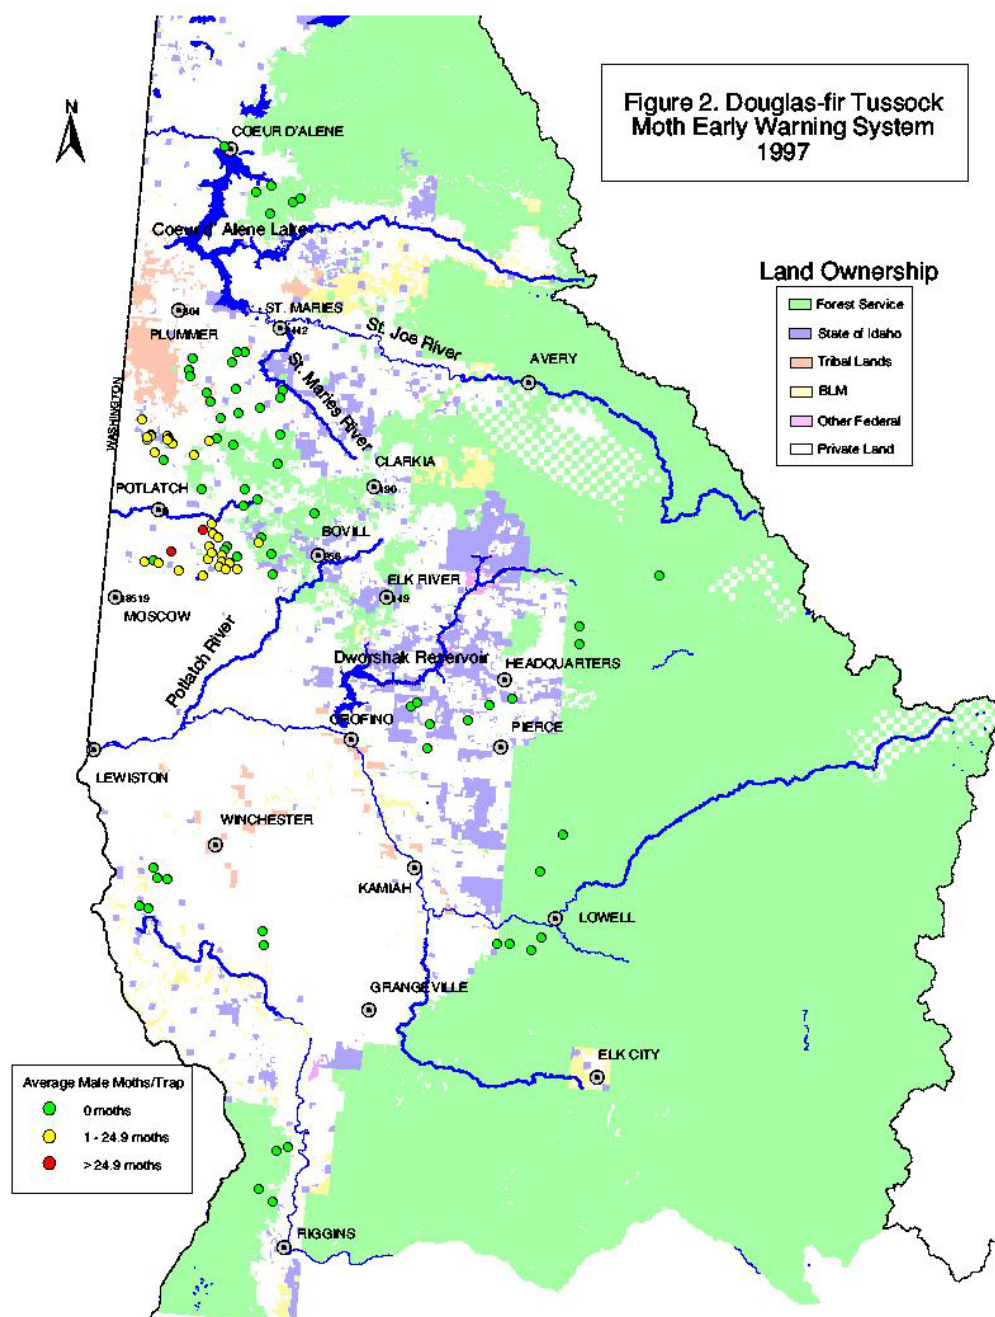 Figure 2. Douglas-fir Tussock
Moth Early Warning System
1997
N
COEUR D'ALENE
Land Ownership
Forest Service
State of Idaho
Tribal Lands
BLM
Other Federal
Private Land
ST. MARIES
PLUMMER
St. Joe River
AVERY
St. Maries River
WASHINGTON
CLARKIA
POTLATCH
BOVILL
ELK RIVER
149
18519
MOSCOW
Potlatch River
Dworshak Reservoir
HEADQUARTERS
OROFINO
PIERCE
LEWISTON
WINCHESTER
KAMIAH
LOWELL
GRANGEVILLE
ELK CITY
Average Male Moths/Trap
0 moths
1 - 24.9 moths
> 24.9 moths
RIGGINS